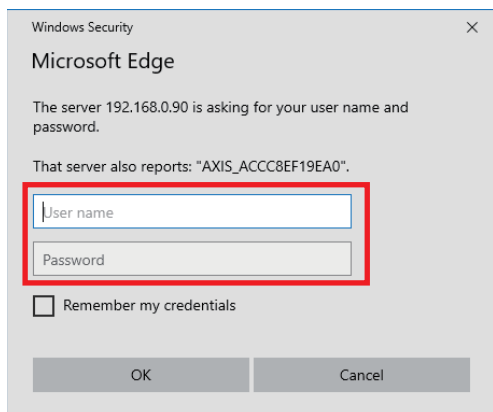 Windows Security
Microsoft Edge
The server 192.168.0.90 is asking for your user name and
password.
That server also reports: "AXIS_ACCC8EF19EA0".
User name
Password
Remember my credentials
OK
Cancel